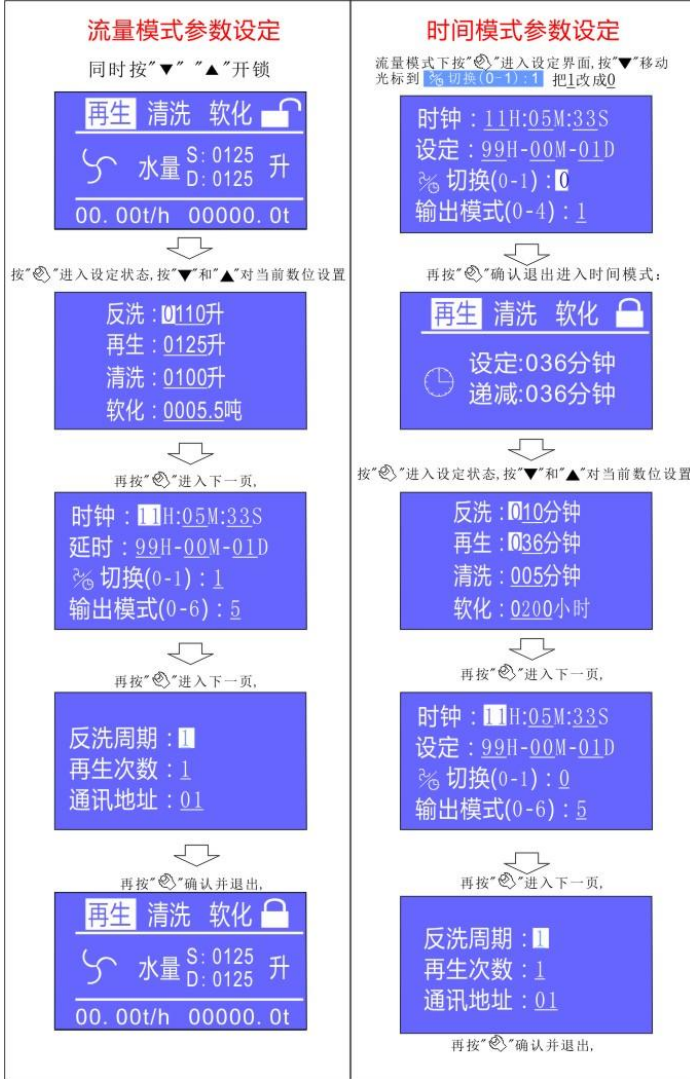 流量模式参数设定
同时按"▼" "▲"开锁
再生 清洗 软化
水量 S: 0125 升
D: 0125
00. 00t/h 00000. 0t
按" "进入设定状态,按"▼"和"▲"对当前数位设置
反洗：0110升
再生：0125升
清洗：0100升
软化：0005.5吨
再按" "进入下一页,
时钟：11H:05M:33S
延时：99H-00M-01D
切换(0-1)：1
输出模式(0-6)：5
再按" "进入下一页,
反洗周期：1
再生次数：1
通讯地址：01
再按" "确认并退出,
再生 清洗 软化
水量 S: 0125 升
D: 0125
00. 00t/h 00000. 0t
时间模式参数设定
流量模式下按" "进入设定界面,按"▼"移动
光标到 切换(0-1)：1 把1改成0
时钟：11H:05M:33S
设定：99H-00M-01D
切换(0-1)：0
输出模式(0-4)：1
再按" "确认退出进入时间模式：
再生 清洗 软化
设定:036分钟
递减:036分钟
按" "进入设定状态,按"▼"和"▲"对当前数位设置
反洗：010分钟
再生：036分钟
清洗：005分钟
软化：0200小时
再按" "进入下一页,
时钟：11H:05M:33S
设定：99H-00M-01D
切换(0-1)：0
输出模式(0-6)：5
再按" "进入下一页,
反洗周期：1
再生次数：1
通讯地址：01
再按" "确认并退出,